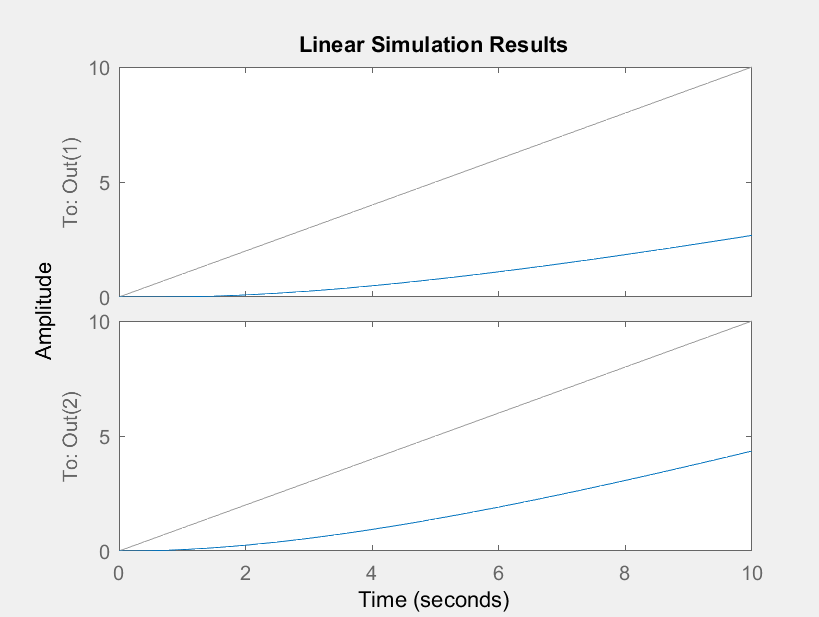 Linear Simulation Results
Amplitude
To: Out(1)
10
5
0
To: Out(2)
10
5
0
0 2 4 6 8 10
Time (seconds)